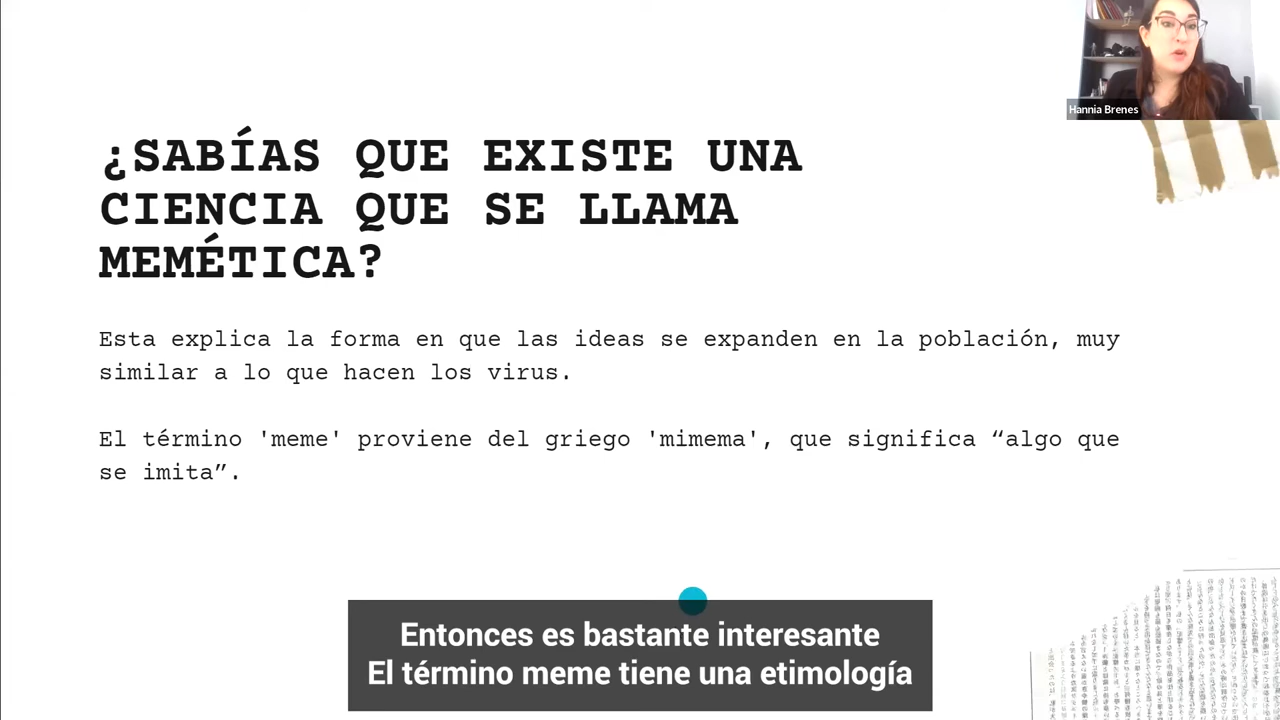 Hannia Brenes
¿SABÍAS QUE EXISTE UNA
CIENCIA QUE SE LLAMA
MEMÉTICA?
Esta explica la forma en que las ideas se expanden en la población, muy
similar a lo que hacen los virus.
El término 'meme' proviene del griego 'mimema', que significa “algo que
se imita”.
Entonces es bastante interesante
El término meme tiene una etimología